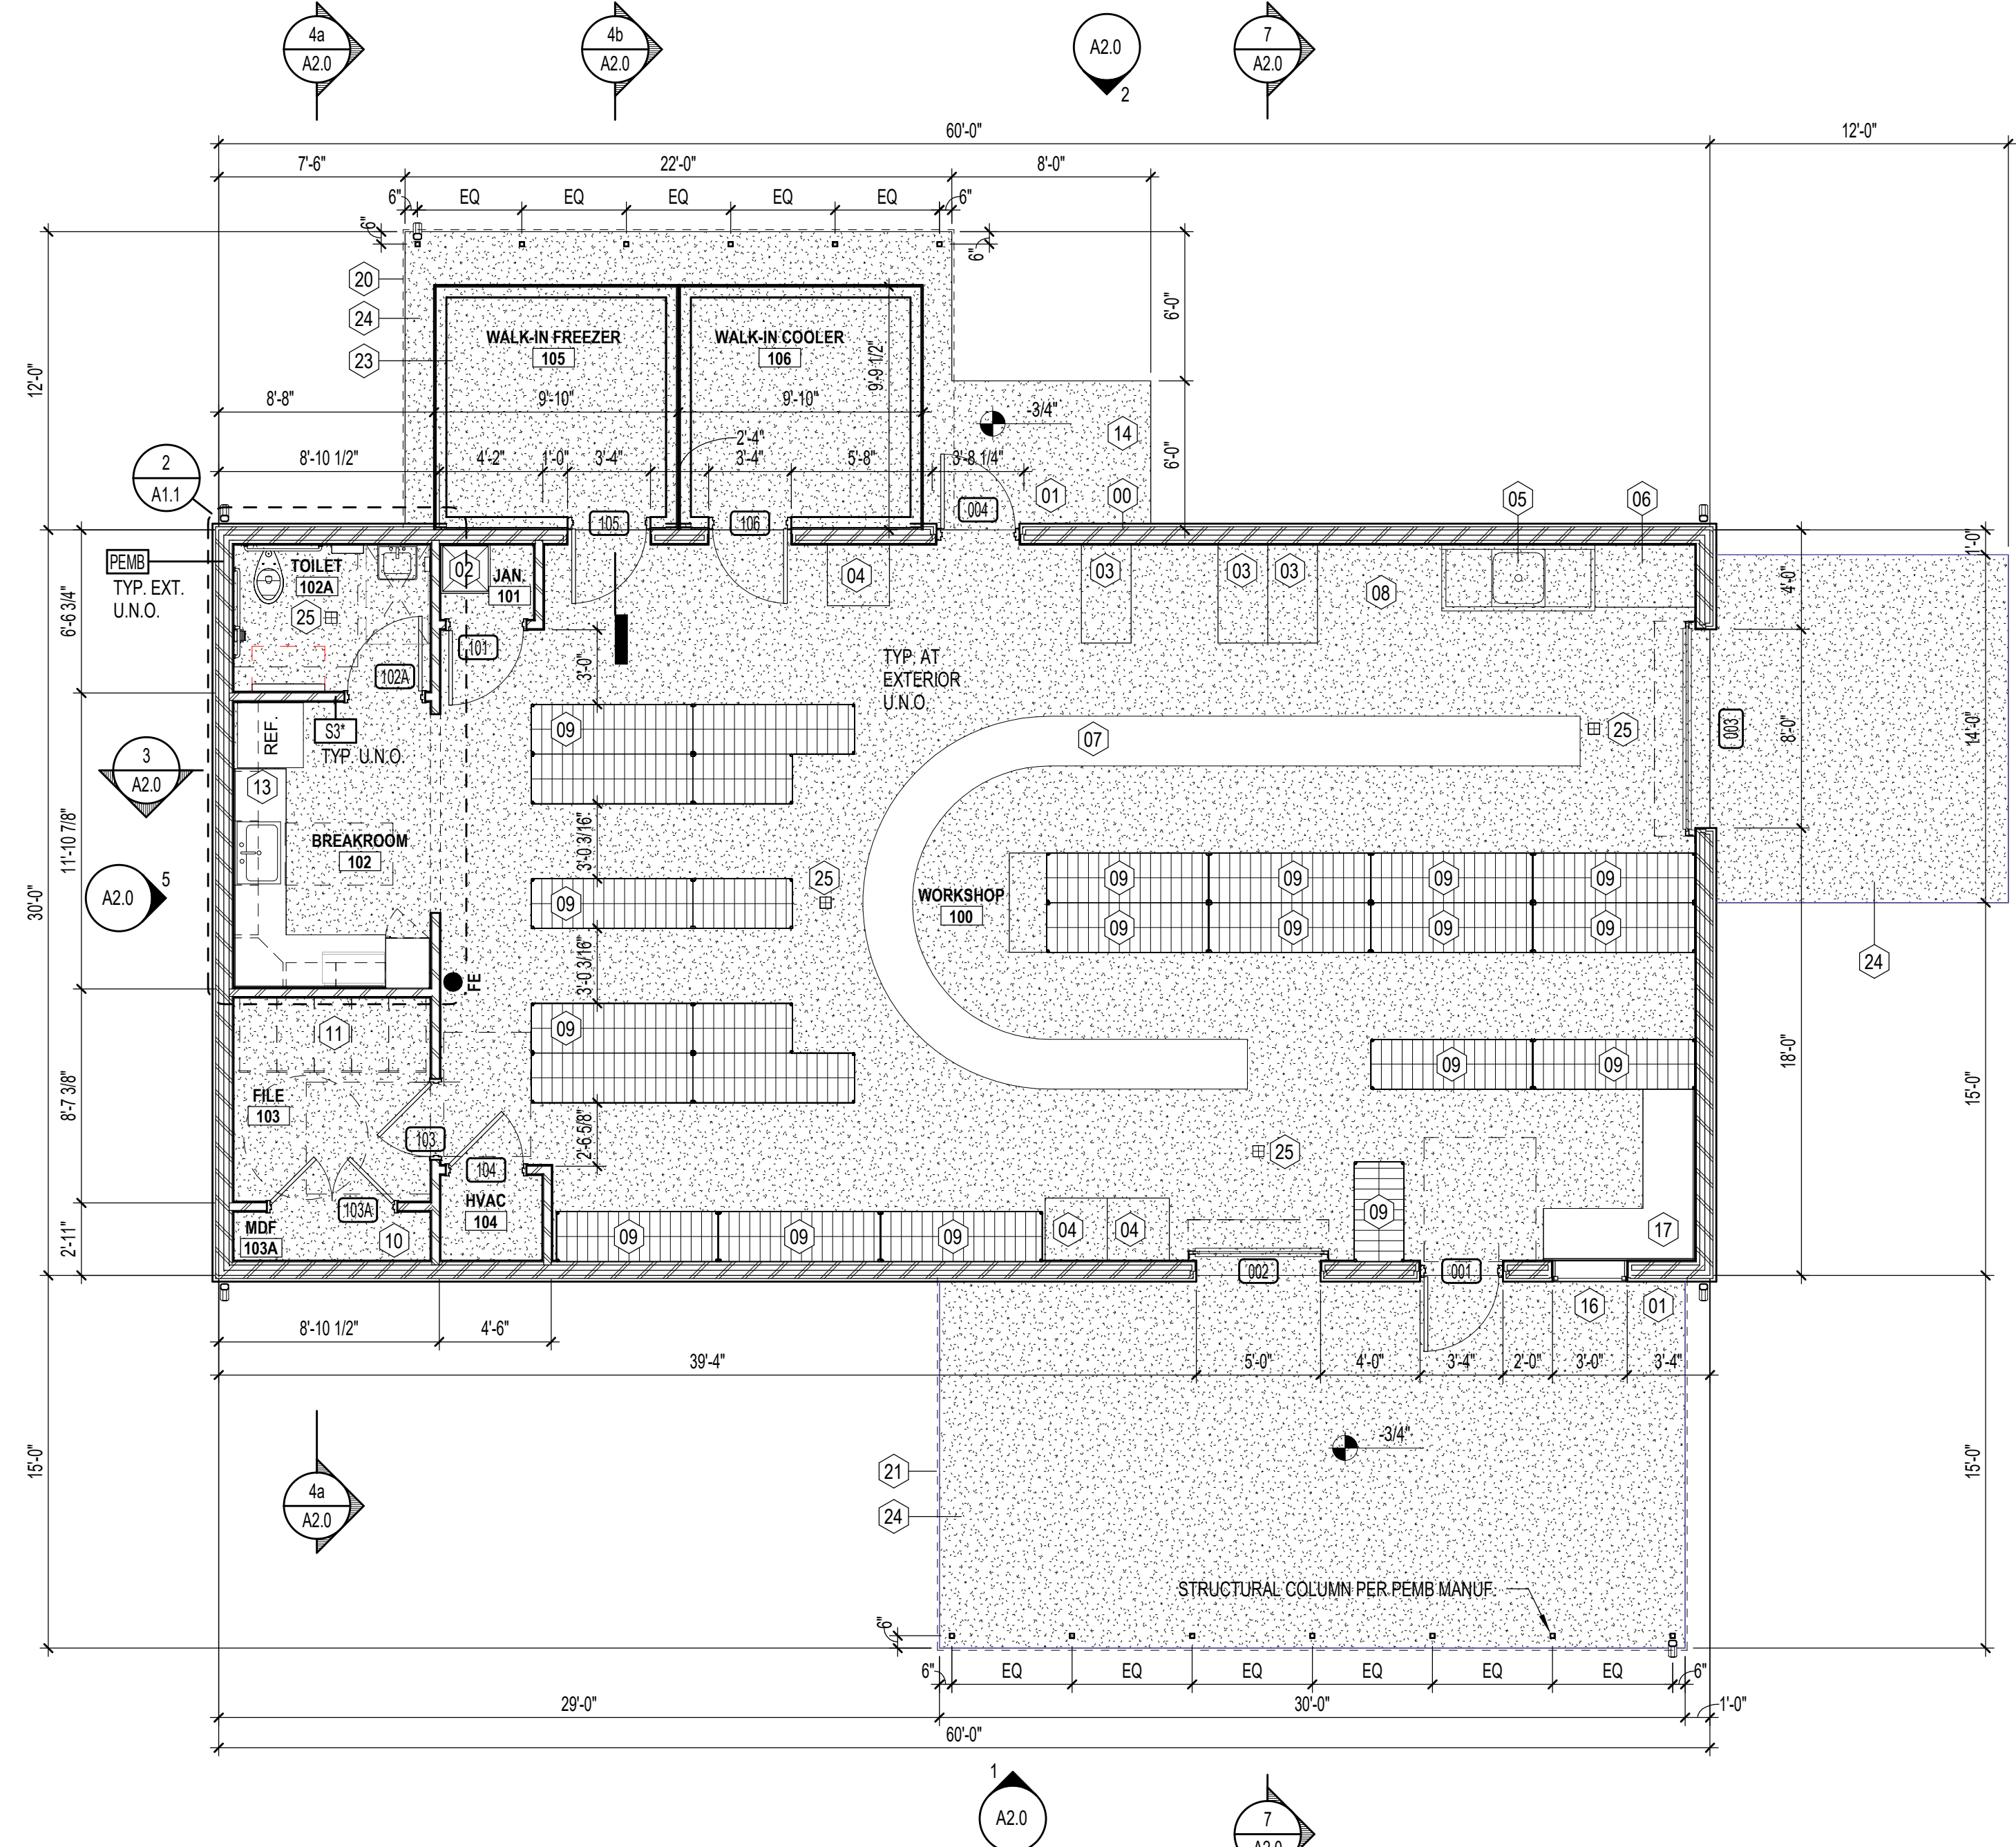 4a
A2.0
4b
A2.0
A2.0
2
7
A2.0
60'-0"
12'-0"
7'-6"
22'-0"
8'-0"
6"
EQ
EQ
EQ
EQ
EQ
6"
6"
6"
20
24
23
WALK-IN FREEZER
105
WALK-IN COOLER
106
9'-9 1/2"
6'-0"
12'-0"
8'-8"
9'-10"
9'-10"
-3/4"
14
2'-4"
6'-0"
2
A1.1
8'-10 1/2"
4'-2"
1'-0"
3'-4"
3'-4"
5'-8"
3'-8 1/4"
01
00
05
06
105
106
004
1'-0"
PEMB
TYP. EXT.
U.N.O.
TOILET
102A
25
02
JAN.
101
04
03
03
03
08
4'-0"
6'-6 3/4"
101
102A
3'-0"
TYP. AT
EXTERIOR
U.N.O.
REF.
S3*
TYP. U.N.O.
09
07
25
003
8'-0"
14'-0"
3
A2.0
13
BREAKROOM
102
11'-10 7/8"
3'-0 3/16"
25
09
09
09
09
09
WORKSHOP
100
09
09
09
09
A2.0
5
30'-0"
24
FE
3'-0 3/16"
11
09
09
09
18'-0"
15'-0"
FILE
103
8'-7 3/8"
103
2'-6 5/8"
25
104
103A
HVAC
104
MDF
103A
10
2'-11"
09
09
09
04
04
09
17
002
001
16
01
8'-10 1/2"
4'-6"
39'-4"
5'-0"
4'-0"
3'-4"
2'-0"
3'-0"
3'-4"
15'-0"
-3/4"
21
24
15'-0"
4a
A2.0
STRUCTURAL COLUMN PER PEMB MANUF.
6"
6"
EQ
EQ
EQ
EQ
EQ
EQ
6"
29'-0"
30'-0"
1'-0"
60'-0"
1
A2.0
7
A2.0